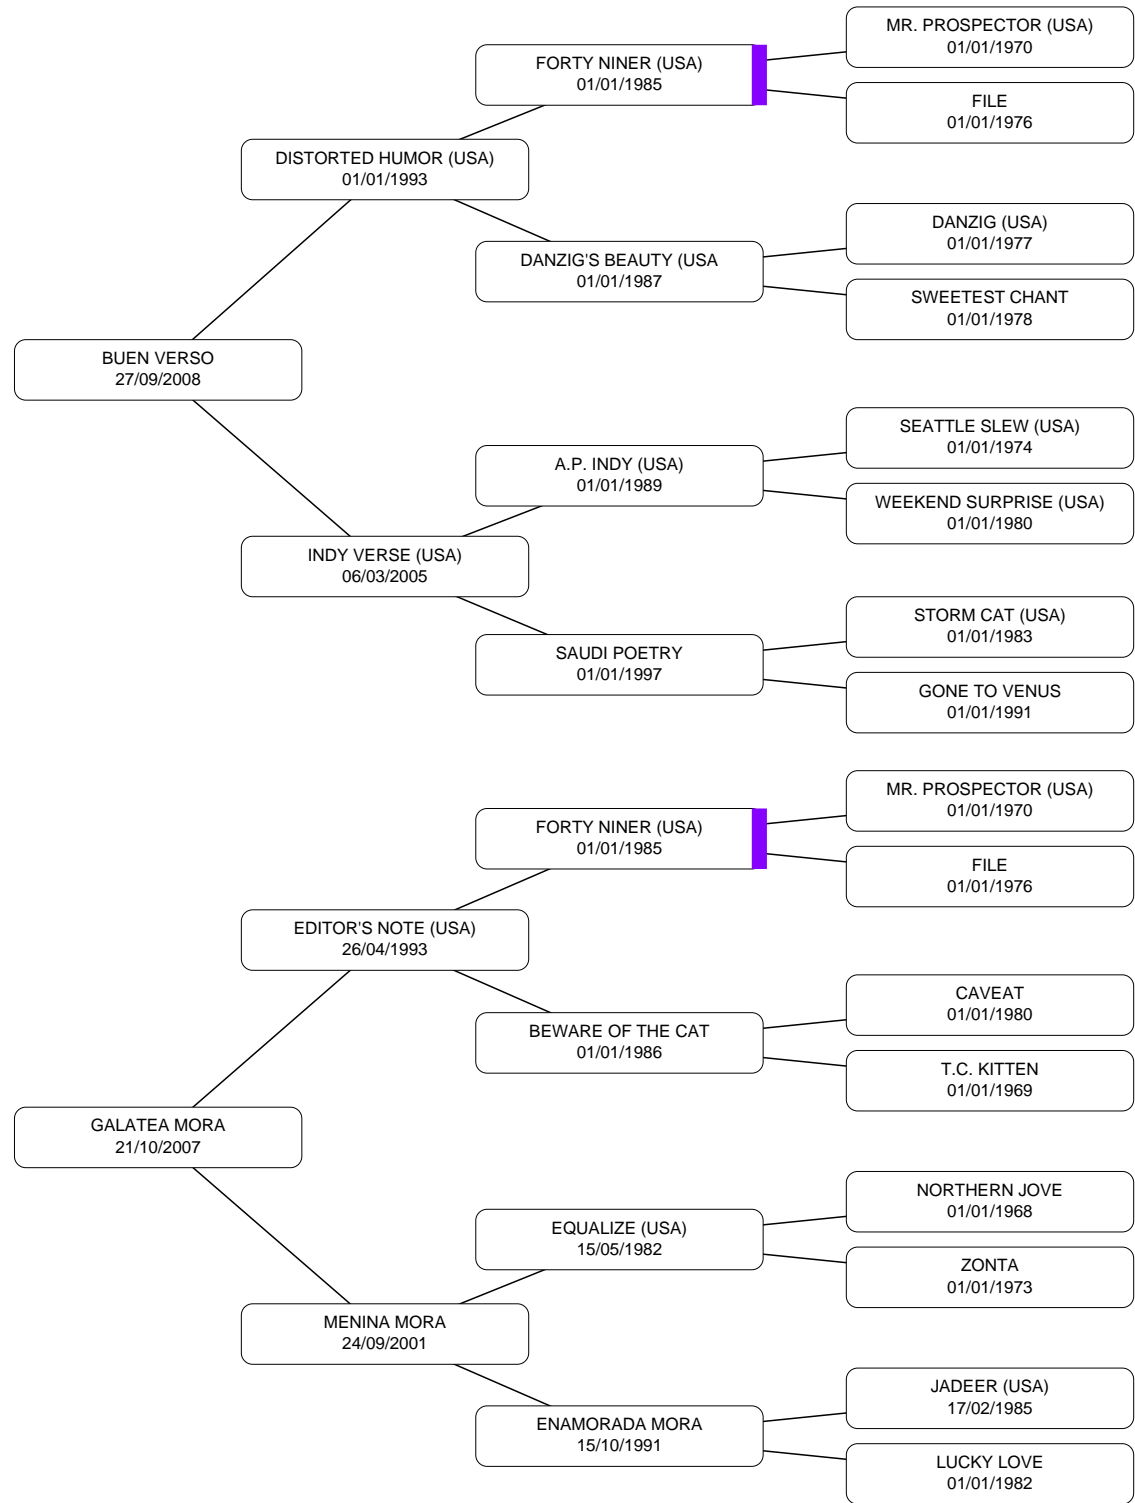 MR. PROSPECTOR (USA)
01/01/1970
FORTY NINER (USA)
01/01/1985
FILE
01/01/1976
DISTORTED HUMOR (USA)
01/01/1993
DANZIG (USA)
01/01/1977
DANZIG'S BEAUTY (USA
01/01/1987
SWEETEST CHANT
01/01/1978
BUEN VERSO
27/09/2008
SEATTLE SLEW (USA)
01/01/1974
A.P. INDY (USA)
01/01/1989
WEEKEND SURPRISE (USA)
01/01/1980
INDY VERSE (USA)
06/03/2005
STORM CAT (USA)
01/01/1983
SAUDI POETRY
01/01/1997
GONE TO VENUS
01/01/1991
MR. PROSPECTOR (USA)
01/01/1970
FORTY NINER (USA)
01/01/1985
FILE
01/01/1976
EDITOR'S NOTE (USA)
26/04/1993
CAVEAT
01/01/1980
BEWARE OF THE CAT
01/01/1986
T.C. KITTEN
01/01/1969
GALATEA MORA
21/10/2007
NORTHERN JOVE
01/01/1968
EQUALIZE (USA)
15/05/1982
ZONTA
01/01/1973
MENINA MORA
24/09/2001
JADEER (USA)
17/02/1985
ENAMORADA MORA
15/10/1991
LUCKY LOVE
01/01/1982